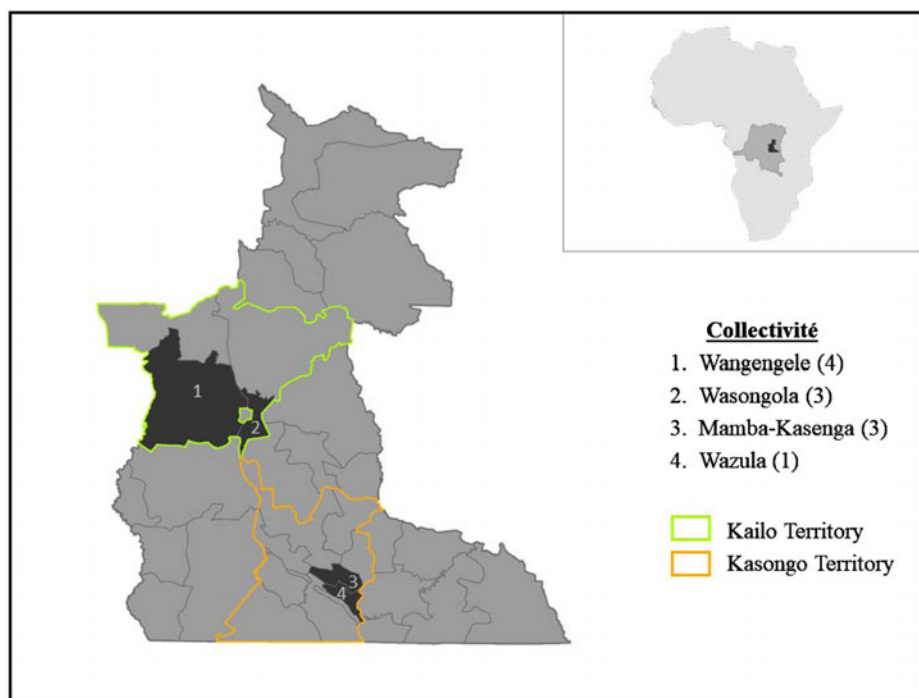 Collectivité
1. Wangengele (4)
2. Wasongola (3)
3. Mamba-Kasenga (3)
4. Wazula (1)
Kailo Territory
Kasongo Territory
1
2
3
4